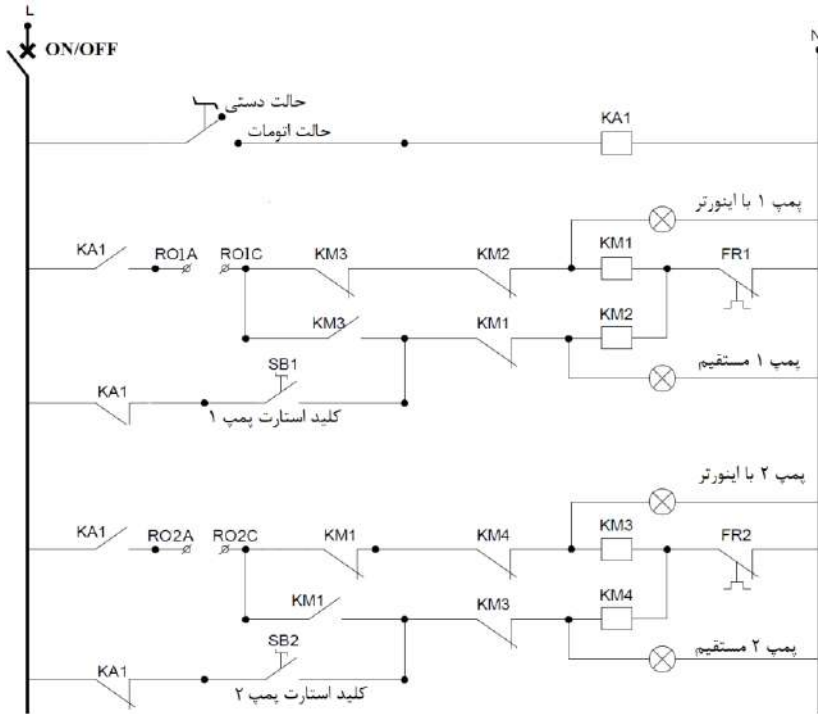 L
N
ON/OFF
حالت دستی
حالت اتومات
KA1
پمپ ۱ با اینورتر
KA1 RO1A RO1C KM3 KM2 KM1 FR1
KM3 KM1 KM2
پمپ ۱ مستقیم
KA1 SB1
کلید استارت پمپ ۱
پمپ ۲ با اینورتر
KA1 RO2A RO2C KM1 KM4 KM3 FR2
KM1 KM3 KM4
پمپ ۲ مستقیم
KA1 SB2
کلید استارت پمپ ۲